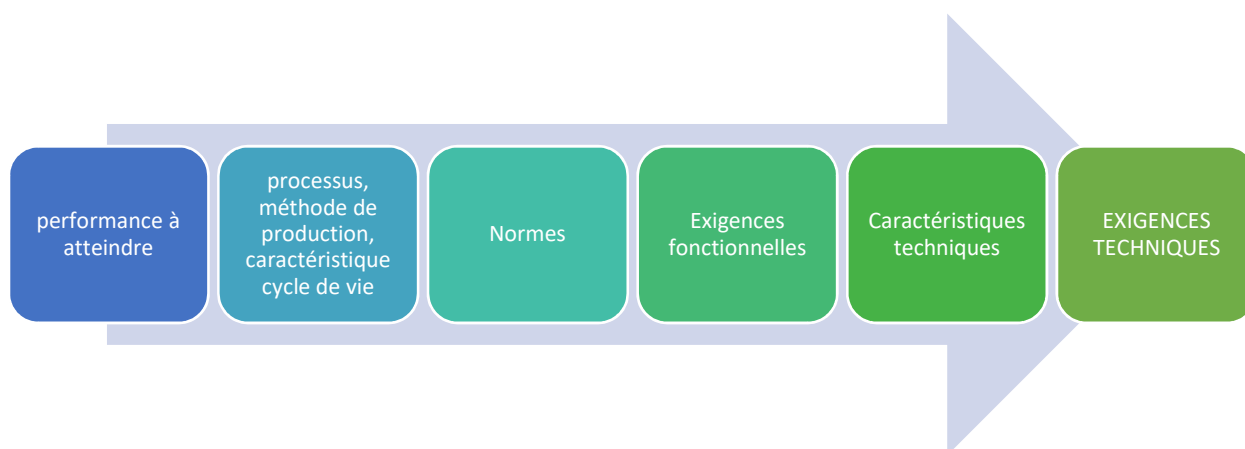 performance à
atteindre
processus,
méthode de
production,
caractéristique
cycle de vie
Normes
Exigences
fonctionnelles
Caractéristiques
techniques
EXIGENCES
TECHNIQUES